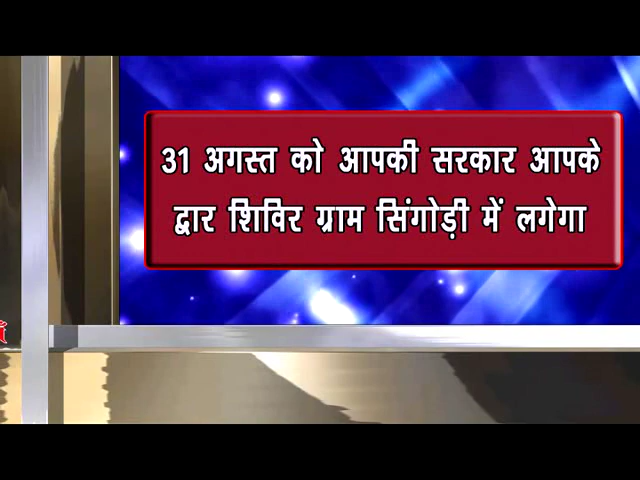 31 अगस्त को आपकी सरकार आपके
द्वार शिविर ग्राम सिंगोड़ी में लगेगा